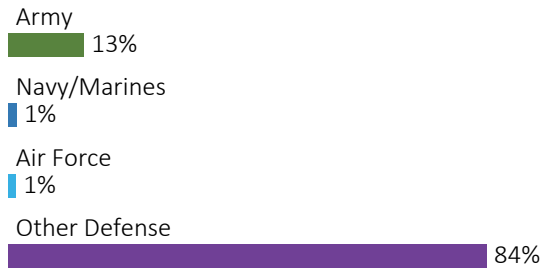 Army
13%
Navy/Marines
1%
Air Force
1%
Other Defense
84%